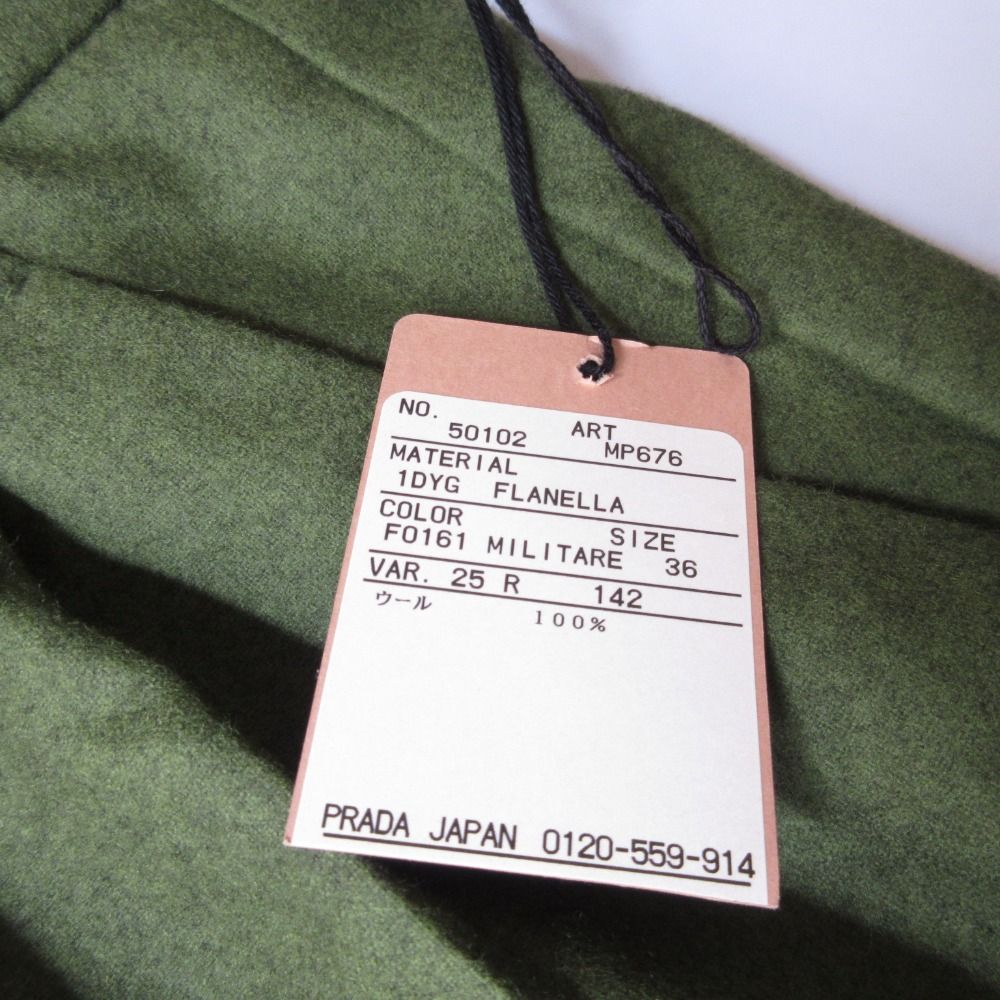 NO. ART
50102 MP676
MATERIAL
1DYG FLANELLA
COLOR SIZE
F0161 MILITARE 36
VAR. 25 R 142
ウール 100%
PRADA JAPAN 0120-559-914